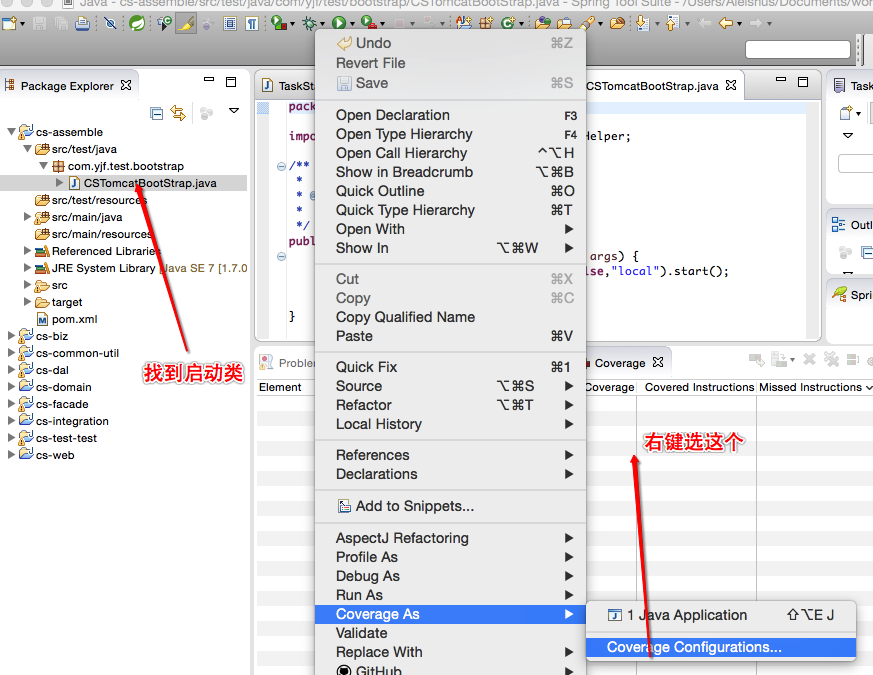 Java - cs-assemble/src/test/java/com/yjf/test/bootstrap/CSTomcatBootStrap.java - Spring Tool Suite - /Users/Aleishus/Documents/wor
Package Explorer
cs-assemble
src/test/java
com.yjf.test.bootstrap
CSTomcatBootStrap.java
src/test/resources
src/main/java
src/main/resources
Referenced Libraries
JRE System Library [Java SE 7 [1.7.0
src
target
pom.xml
cs-biz
cs-common-util
cs-dal
cs-domain
cs-facade
cs-integration
cs-test-test
cs-web
找到启动类
TaskSt
CSTomcatBootStrap.java
pack
impo
Helper;
/**
*
* @
*
*/
publ
args) {
lse,"local").start();
}
Undo ⌘Z
Revert File
Save ⌘S
Open Declaration F3
Open Type Hierarchy F4
Open Call Hierarchy ^⌥H
Show in Breadcrumb ⌥⌘B
Quick Outline ⌘O
Quick Type Hierarchy ⌘T
Open With
Show In ⌥⌘W
Cut ⌘X
Copy ⌘C
Copy Qualified Name
Paste ⌘V
Quick Fix ⌘1
Source ⌥⌘S
Refactor ⌥⌘T
Local History
References
Declarations
Add to Snippets...
AspectJ Refactoring
Profile As
Debug As
Run As
Coverage As
Validate
Replace With
GitHub
1 Java Application ⇧⌥E J
Coverage Configurations...
右键选这个
Task
Outl
Spri
Problem
Coverage
Element
Coverage
Covered Instructions
Missed Instructions